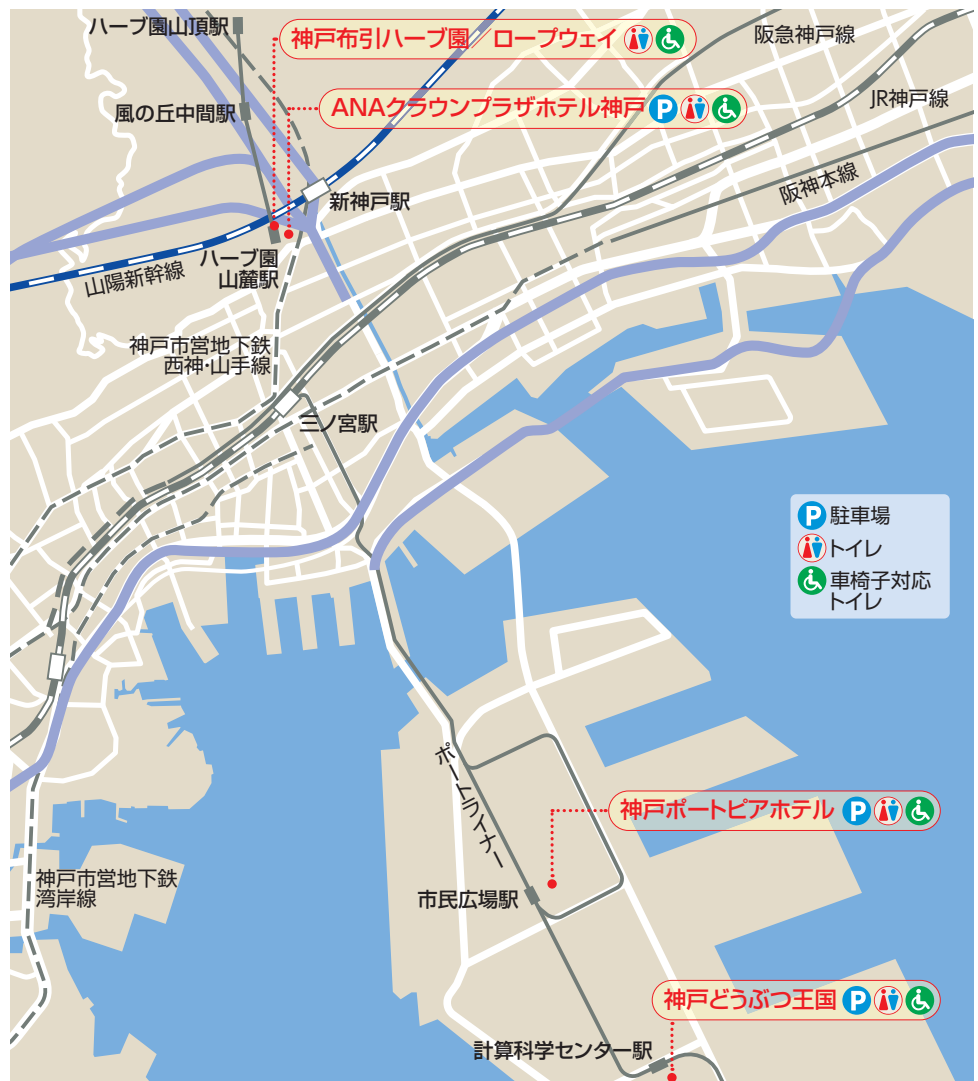 ハーブ園山頂駅
神戸布引ハーブ園／ロープウェイ
阪急神戸線
風の丘中間駅
ANAクラウンプラザホテル神戸 P
JR神戸線
阪神本線
新神戸駅
ハーブ園
山麓駅
山陽新幹線
神戸市営地下鉄
西神・山手線
三ノ宮駅
P 駐車場
トイレ
車椅子対応
トイレ
ポートライナー
神戸ポートピアホテル P
神戸市営地下鉄
湾岸線
市民広場駅
神戸どうぶつ王国 P
計算科学センター駅